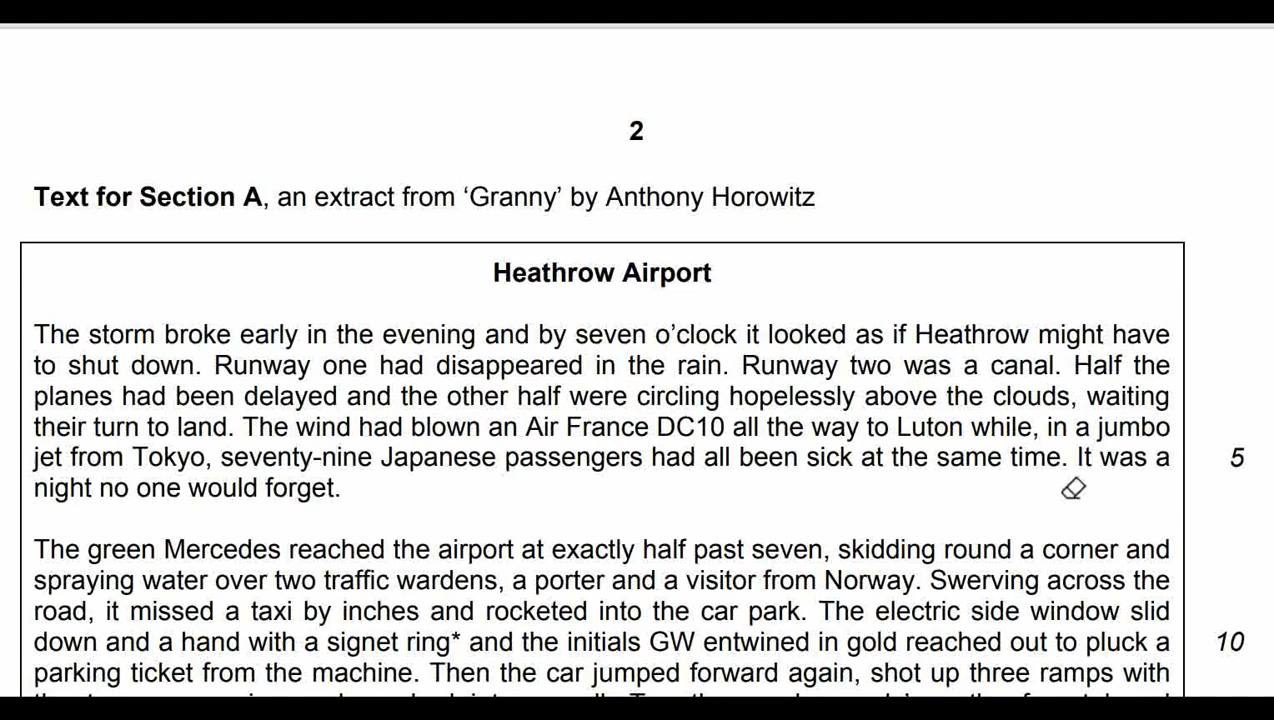 2
Text for Section A, an extract from ‘Granny’ by Anthony Horowitz
Heathrow Airport
The storm broke early in the evening and by seven o’clock it looked as if Heathrow might have
to shut down. Runway one had disappeared in the rain. Runway two was a canal. Half the
planes had been delayed and the other half were circling hopelessly above the clouds, waiting
their turn to land. The wind had blown an Air France DC10 all the way to Luton while, in a jumbo
jet from Tokyo, seventy-nine Japanese passengers had all been sick at the same time. It was a 5
night no one would forget.
The green Mercedes reached the airport at exactly half past seven, skidding round a corner and
spraying water over two traffic wardens, a porter and a visitor from Norway. Swerving across the
road, it missed a taxi by inches and rocketed into the car park. The electric side window slid
down and a hand with a signet ring* and the initials GW entwined in gold reached out to pluck a 10
parking ticket from the machine. Then the car jumped forward again, shot up three ramps with